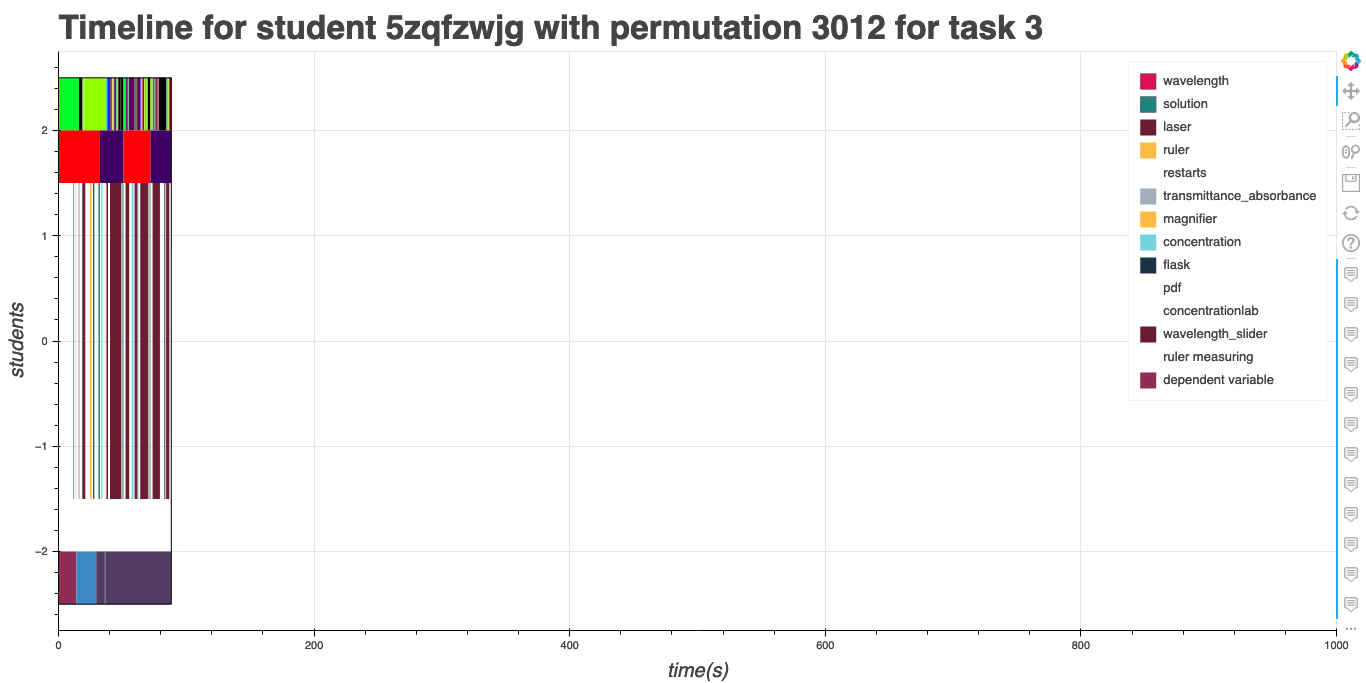 Timeline for student 5zqfzwjg with permutation 3012 for task 3
wavelength
solution
laser
ruler
restarts
transmittance_absorbance
magnifier
concentration
flask
pdf
concentrationlab
wavelength_slider
ruler measuring
dependent variable
students
2
1
0
−1
−2
0 200 400 600 800 1000
time(s)